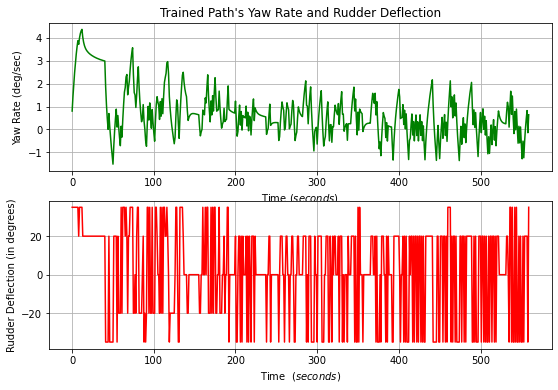 Trained Path's Yaw Rate and Rudder Deflection
Yaw Rate (deg/sec)
4
3
2
1
0
−1
0 100 200 300 400 500
Time (seconds)
Rudder Deflection (in degrees)
20
0
−20
0 100 200 300 400 500
Time (seconds)